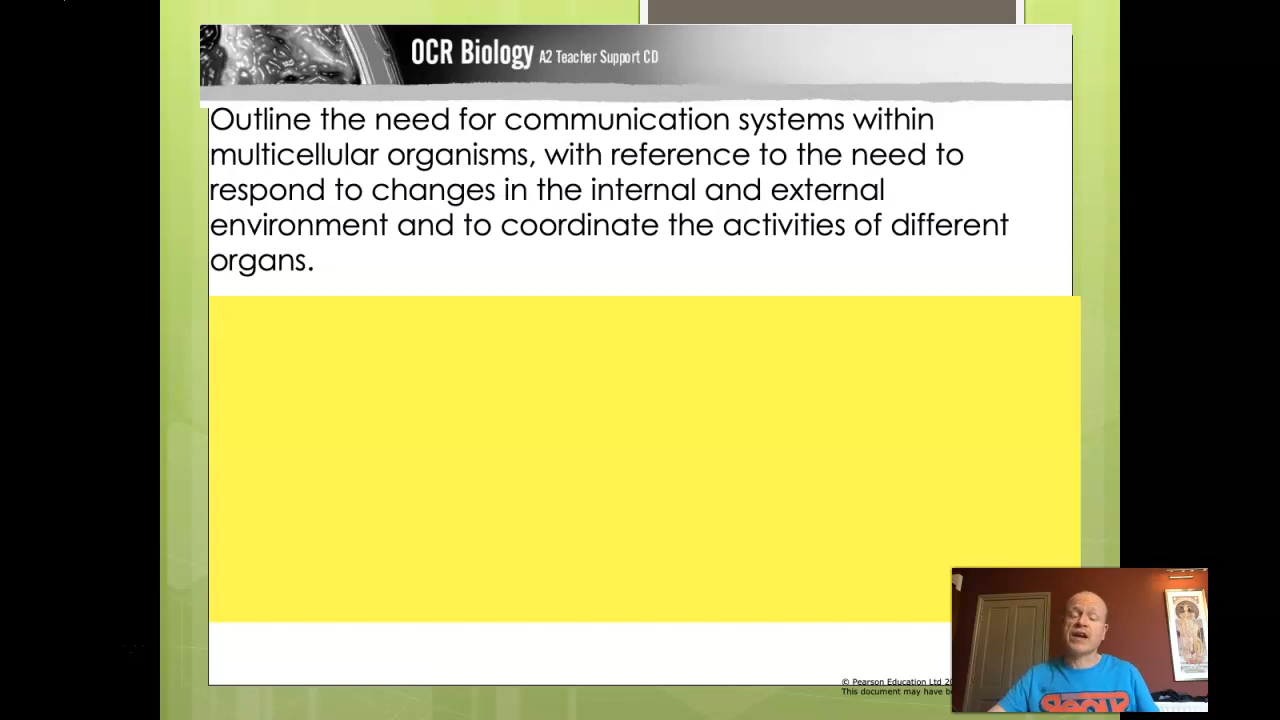 OCR Biology A2 Teacher Support CD
Outline the need for communication systems within
multicellular organisms, with reference to the need to
respond to changes in the internal and external
environment and to coordinate the activities of different
organs.
© Pearson Education Ltd
This document may have